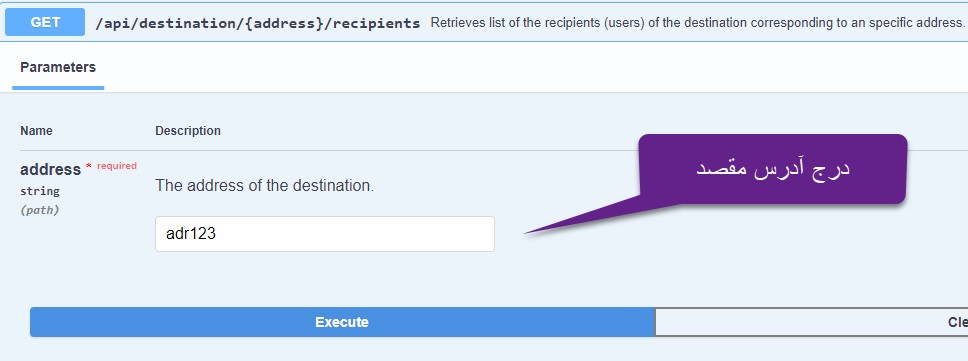 GET /api/destination/{address}/recipients Retrieves list of the recipients (users) of the destination corresponding to an specific address.
Parameters
Name Description
address * required
string
(path)
The address of the destination.
adr123
درج آدرس مقصد
Execute